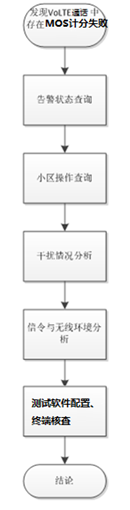 发现VoLTE通话中
存在MOS计分失败
告警状态查询
小区操作查询
干扰情况分析
信令与无线环境分
析
测试软件配置、
终端核查
结论